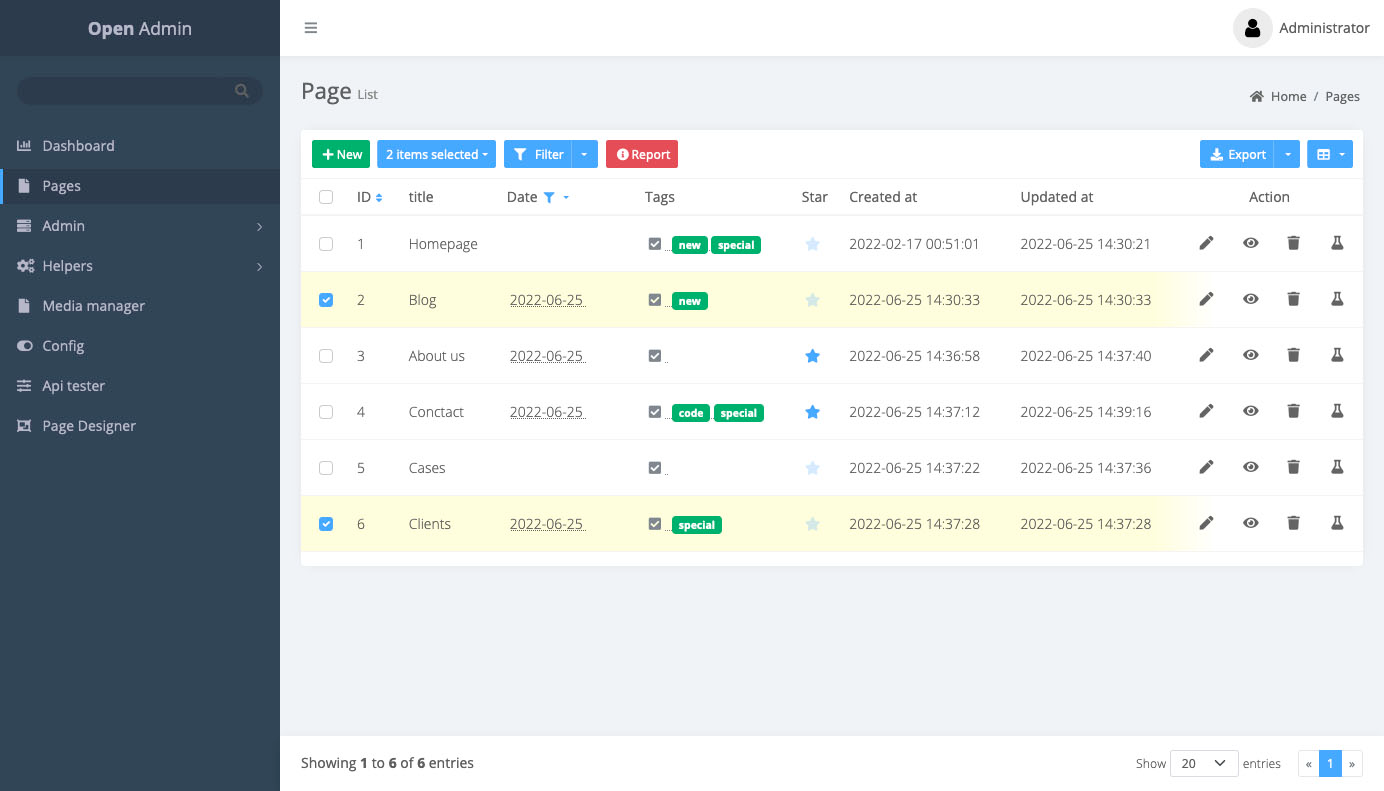 Open Admin
Administrator
Dashboard
Pages
Admin
Helpers
Media manager
Config
Api tester
Page Designer
Page List
Home / Pages
New 2 items selected Filter Report Export
ID title Date Tags Star Created at Updated at Action
1 Homepage new special 2022-02-17 00:51:01 2022-06-25 14:30:21
2 Blog 2022-06-25 new 2022-06-25 14:30:33 2022-06-25 14:30:33
3 About us 2022-06-25 2022-06-25 14:36:58 2022-06-25 14:37:40
4 Conctact 2022-06-25 code special 2022-06-25 14:37:12 2022-06-25 14:39:16
5 Cases 2022-06-25 14:37:22 2022-06-25 14:37:36
6 Clients 2022-06-25 special 2022-06-25 14:37:28 2022-06-25 14:37:28
Showing 1 to 6 of 6 entries
Show 20 entries « 1 »